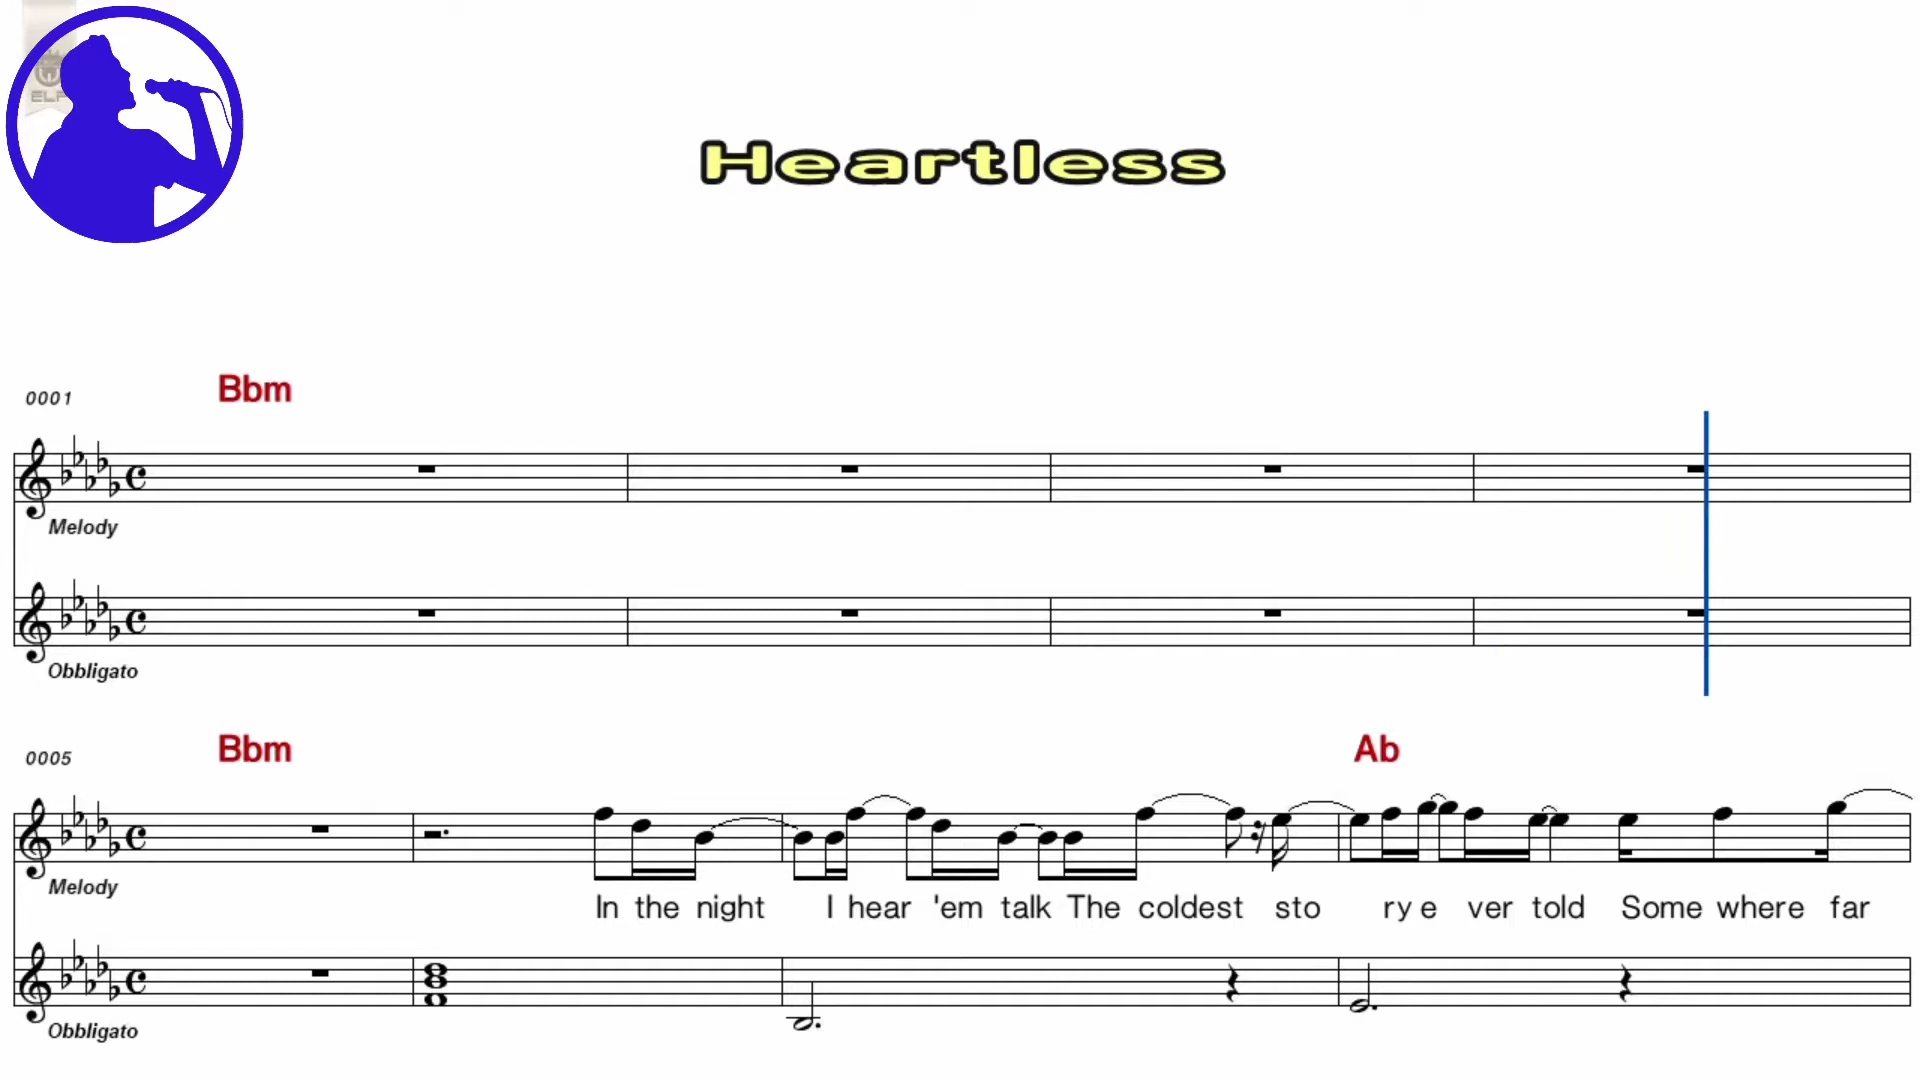 ELF
Heartless
0001 Bbm
Melody
Obbligato
0005 Bbm Ab
Melody
In the night I hear 'em talk The coldest sto ry e ver told Some where far
Obbligato